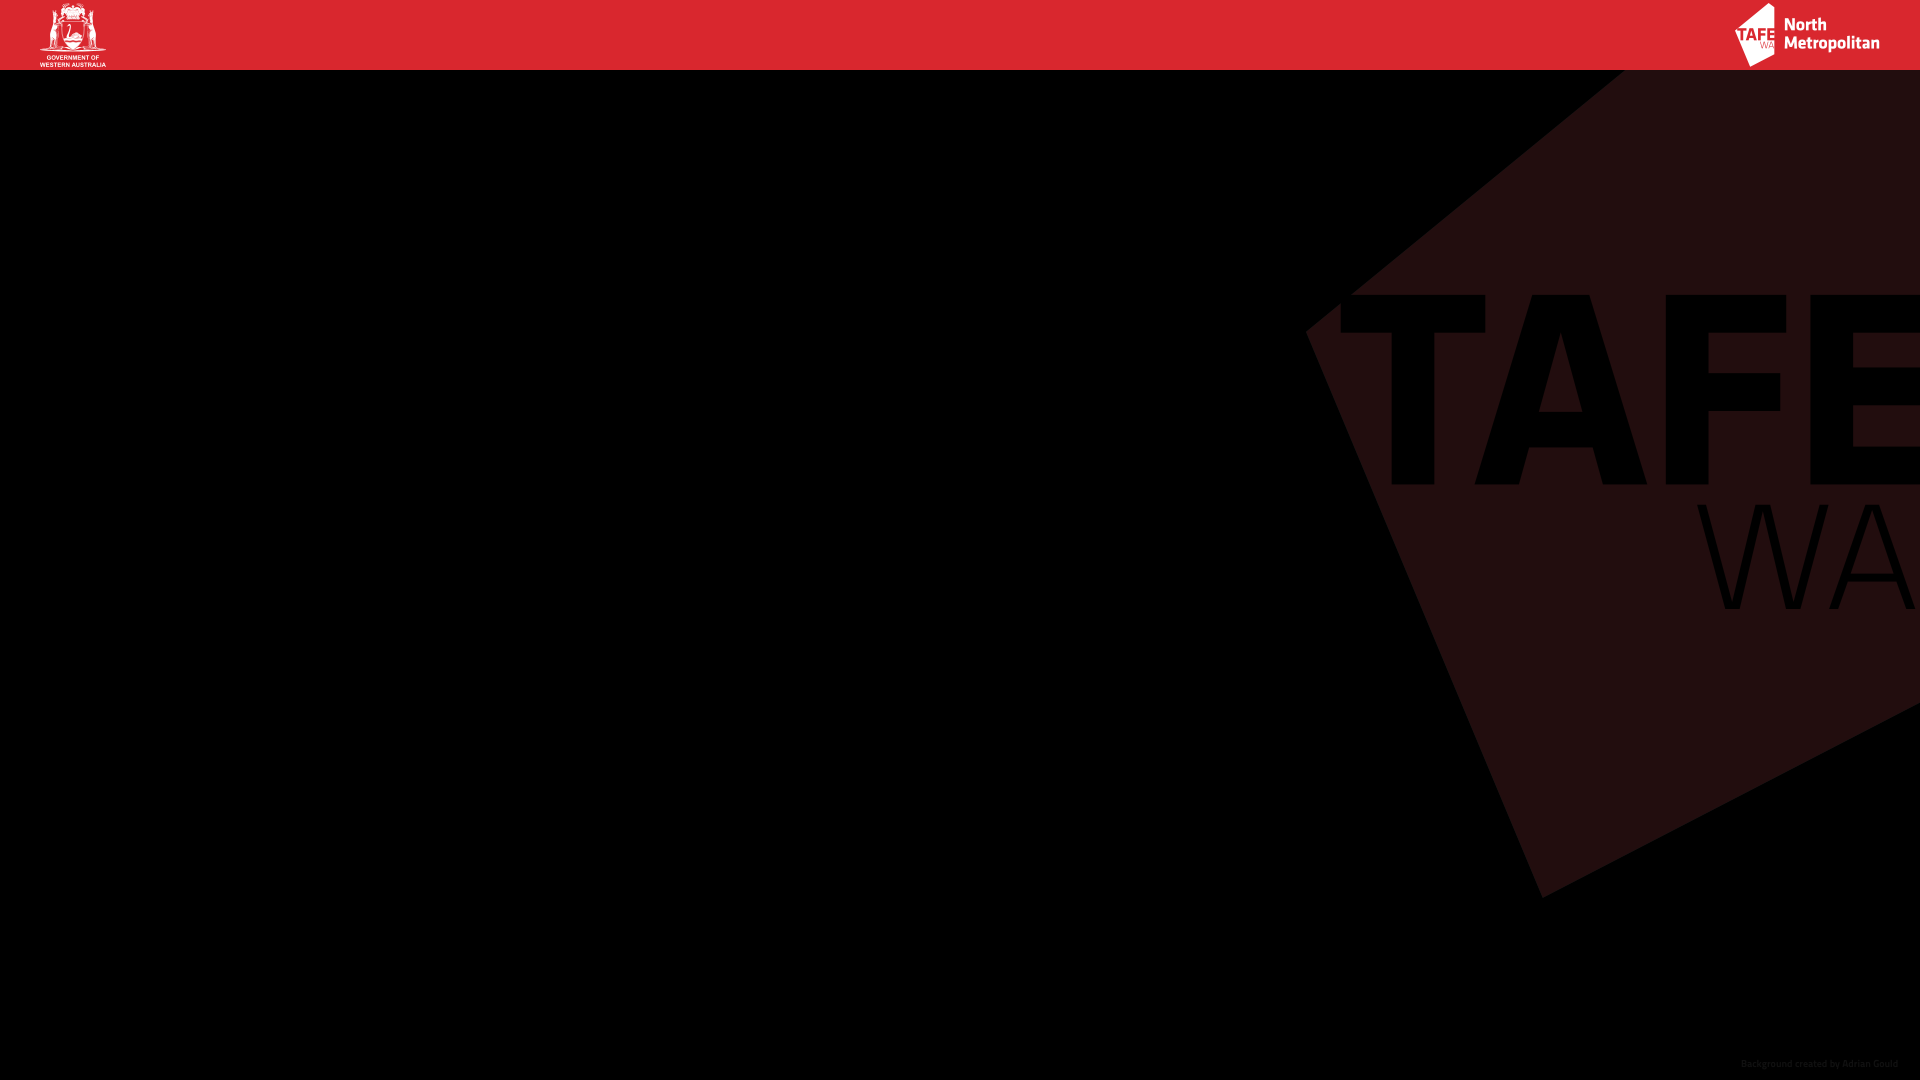 GOVERNMENT OF
WESTERN AUSTRALIA
TAFE
WA
North
Metropolitan
TAFE
WA
Background created by Adrian Gould